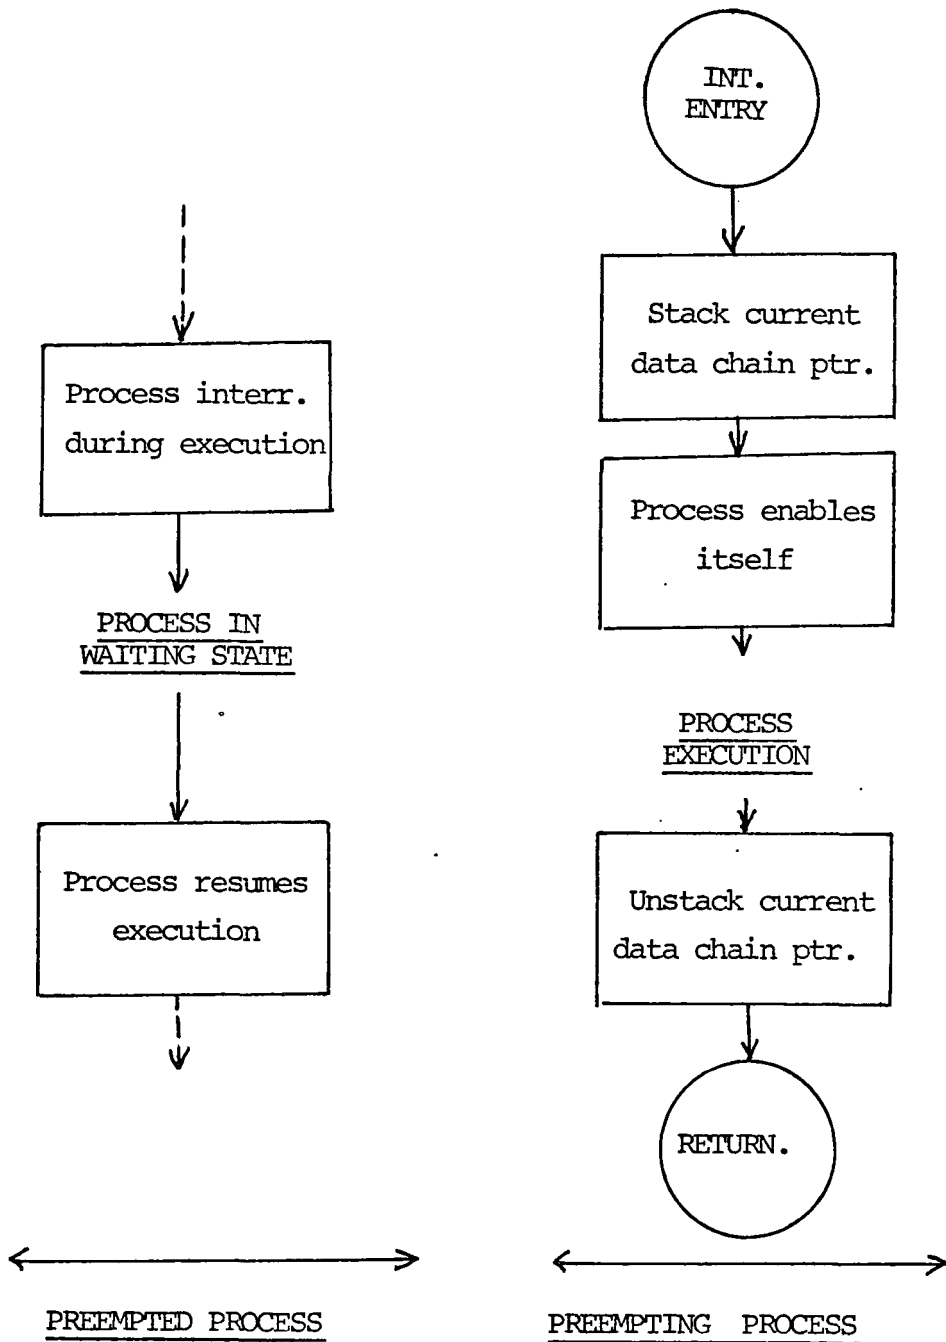 INT.
ENTRY
Stack current
data chain ptr.
Process interr.
during execution
Process enables
itself
PROCESS IN
WAITING STATE
PROCESS
EXECUTION
Process resumes
execution
Unstack current
data chain ptr.
RETURN.
PREEMPTED PROCESS
PREEMPTING PROCESS